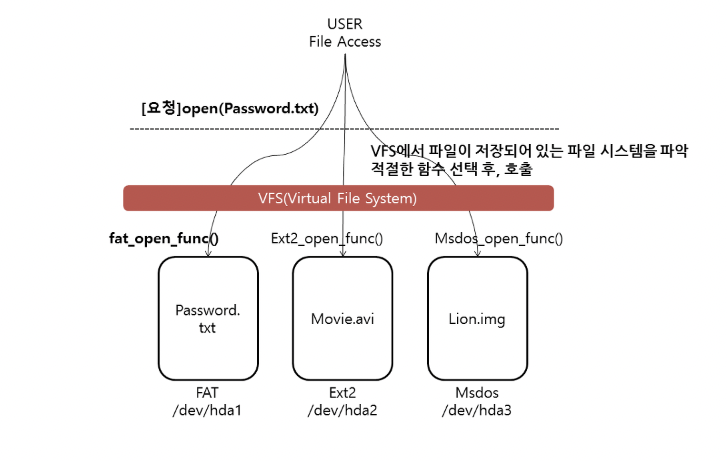 USER
File Access
[요청]open(Password.txt)
VFS에서 파일이 저장되어 있는 파일 시스템을 파악
적절한 함수 선택 후, 호출
VFS(Virtual File System)
fat_open_func()
Ext2_open_func()
Msdos_open_func()
Password.
txt
Movie.avi
Lion.img
FAT
/dev/hda1
Ext2
/dev/hda2
Msdos
/dev/hda3